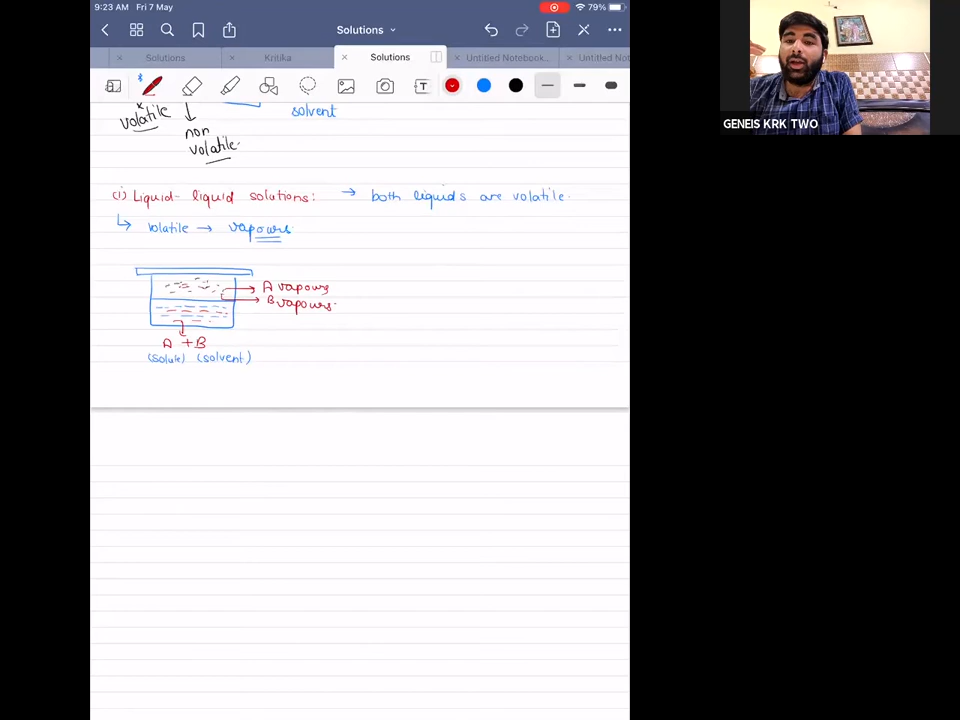 9:23 AM Fri 7 May
79%
Solutions
Solutions
Kritika
Solutions
Untitled Notebook...
Untitled Not
T
GENEIS KRK TWO
volatile
solvent
non
volatile
(i) Liquid-liquid solutions: → both liquids are volatile.
↳ Volatile → vapours
A vapours
B vapours
A + B
(solute) (solvent)